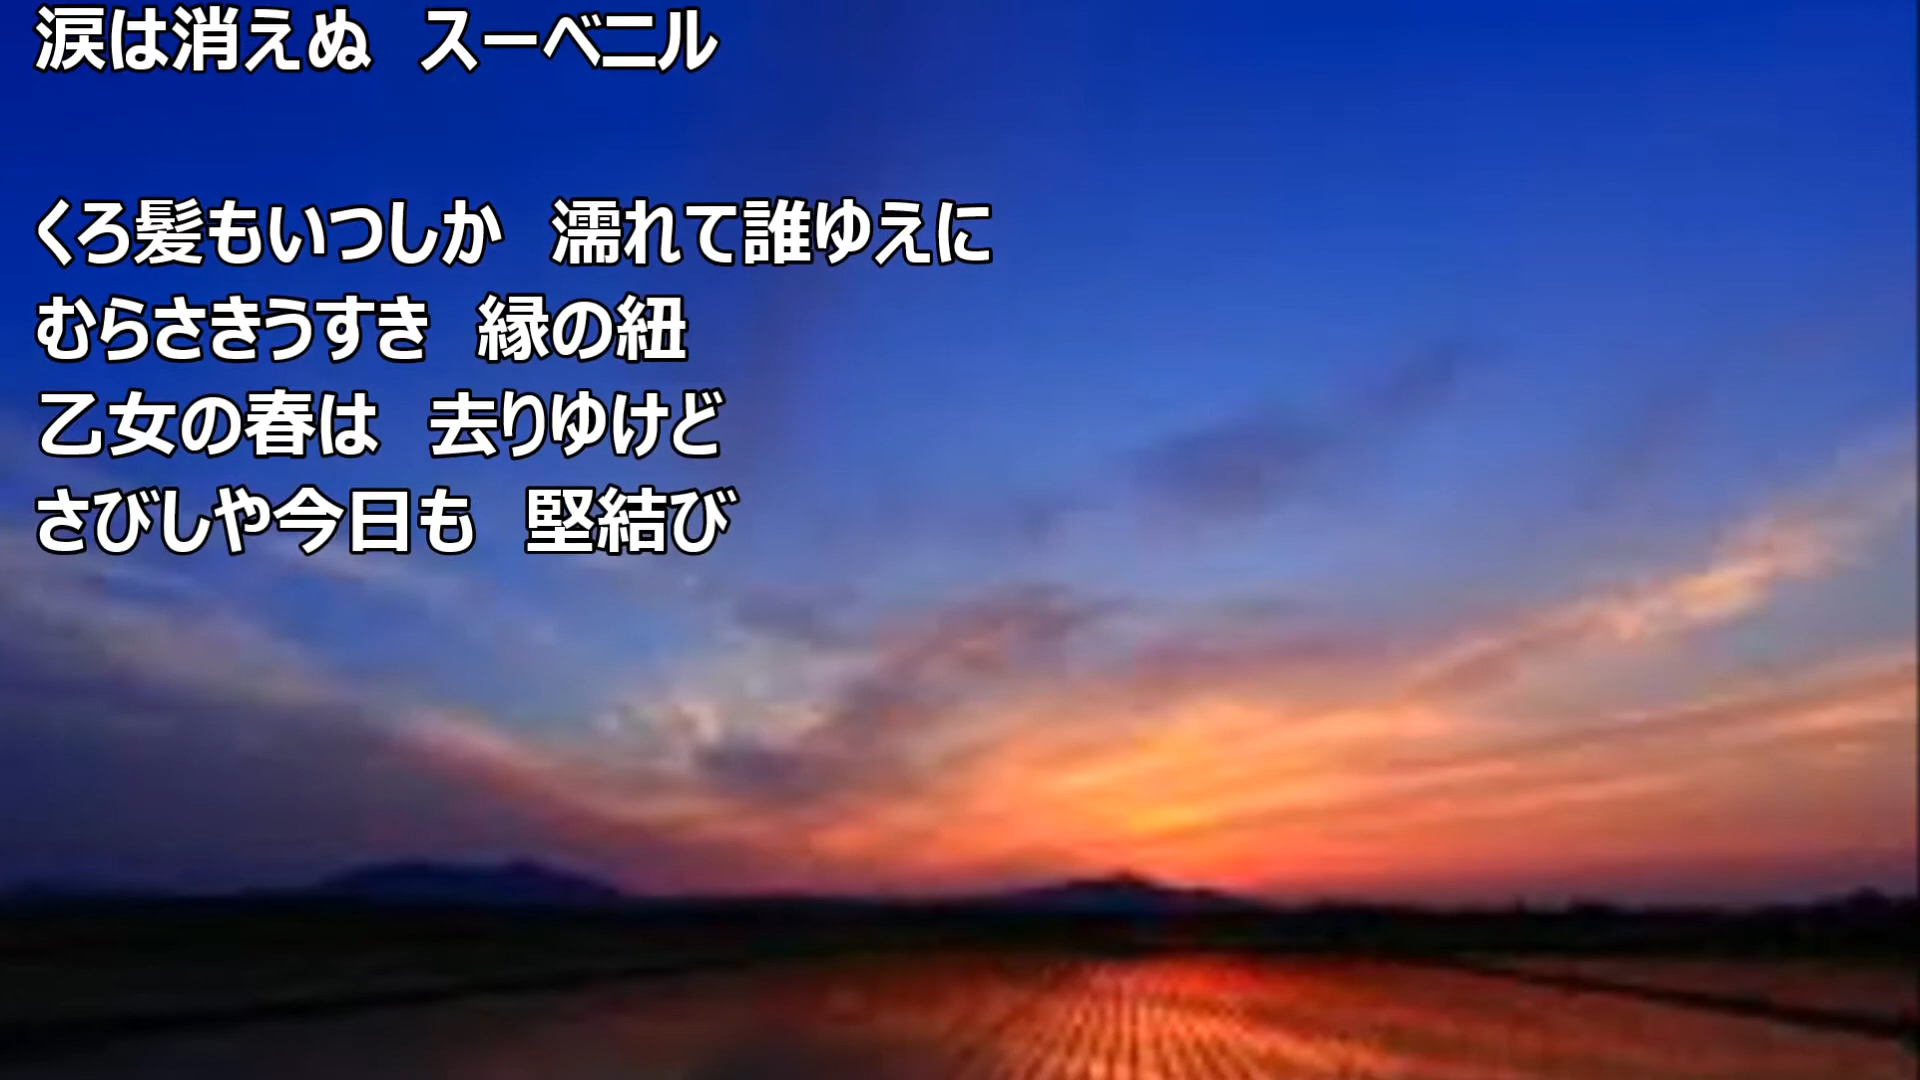 涙は消えぬ　スーベニル
くろ髪もいつしか　濡れて誰ゆえに
むらさきうすき　縁の紐
乙女の春は　去りゆけど
さびしや今日も　堅結び